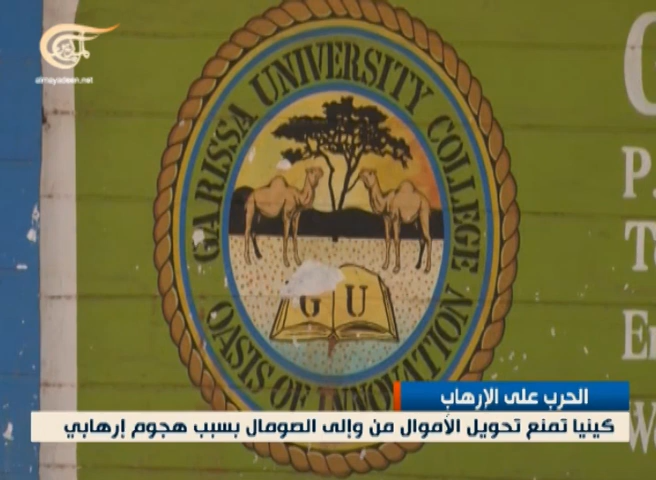 almayadeen.net
GARISSA UNIVERSITY COLLEGE
G U
OASIS OF INNOVATION
P.
الحرب على الإرهاب
كينيا تمنع تحويل الأموال من وإلى الصومال بسبب هجوم إرهابي